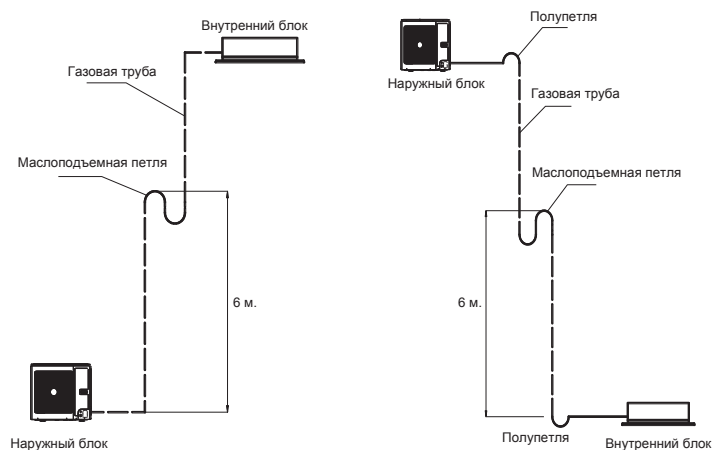 Внутренний блок
Газовая труба
Маслоподъемная петля
6 м.
Наружный блок
Полупетля
Наружный блок
Газовая труба
Маслоподъемная петля
6 м.
Полупетля
Внутренний блок